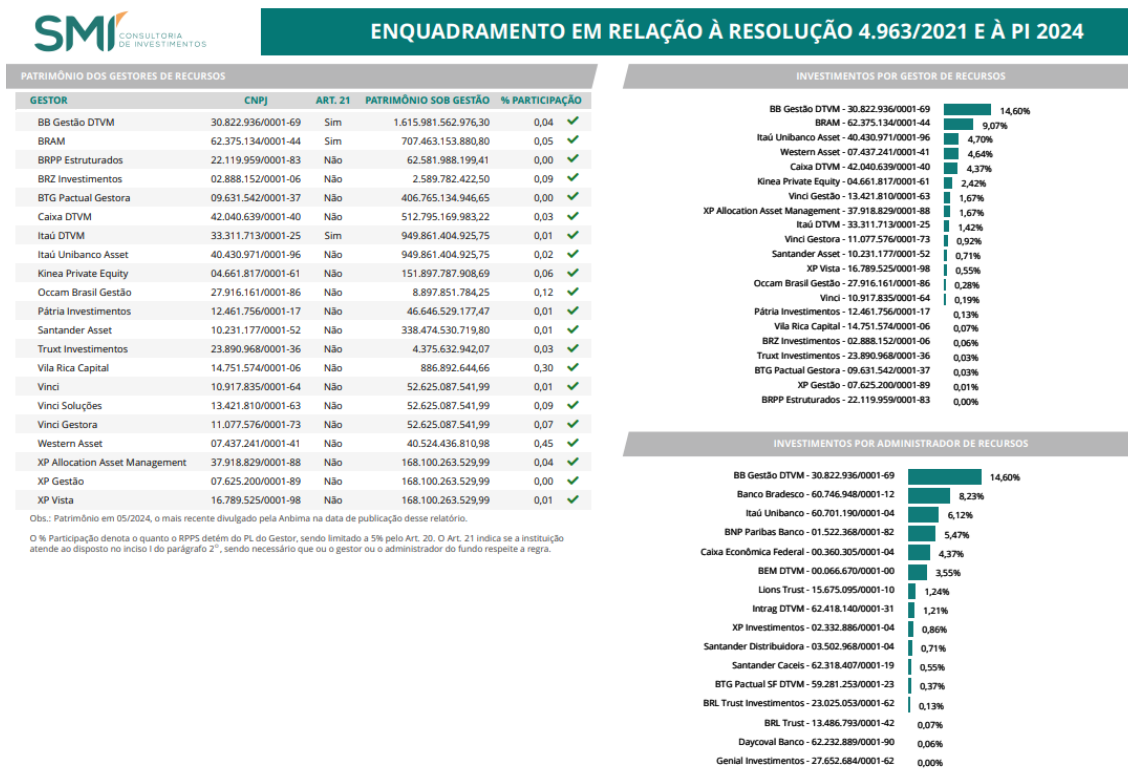 SMI CONSULTORIA
DE INVESTIMENTOS
ENQUADRAMENTO EM RELAÇÃO À RESOLUÇÃO 4.963/2021 E À PI 2024
PATRIMÔNIO DOS GESTORES DE RECURSOS
GESTOR CNPJ ART. 21 PATRIMÔNIO SOB GESTÃO % PARTICIPAÇÃO
BB Gestão DTVM 30.822.936/0001-69 Sim 1.615.981.562.976,30 0,04
BRAM 62.375.134/0001-44 Sim 707.463.153.880,80 0,05
BRPP Estruturados 22.119.959/0001-83 Não 62.581.988.199,41 0,00
BRZ Investimentos 02.888.152/0001-06 Não 2.589.782.422,50 0,09
BTG Pactual Gestora 09.631.542/0001-37 Não 406.765.134.946,65 0,00
Caixa DTVM 42.040.639/0001-40 Não 512.795.169.983,22 0,03
Itaú DTVM 33.311.713/0001-25 Sim 949.861.404.925,75 0,01
Itaú Unibanco Asset 40.430.971/0001-96 Não 949.861.404.925,75 0,02
Kinea Private Equity 04.661.817/0001-61 Não 151.897.787.908,69 0,06
Occam Brasil Gestão 27.916.161/0001-86 Não 8.897.851.784,25 0,12
Pátria Investimentos 12.461.756/0001-17 Não 46.646.529.177,47 0,01
Santander Asset 10.231.177/0001-52 Não 338.474.530.719,80 0,01
Truxt Investimentos 23.890.968/0001-36 Não 4.375.632.942,07 0,03
Vila Rica Capital 14.751.574/0001-06 Não 886.892.644,66 0,30
Vinci 10.917.835/0001-64 Não 52.625.087.541,99 0,01
Vinci Soluções 13.421.810/0001-63 Não 52.625.087.541,99 0,09
Vinci Gestora 11.077.576/0001-73 Não 52.625.087.541,99 0,07
Western Asset 07.437.241/0001-41 Não 40.524.436.810,98 0,45
XP Allocation Asset Management 37.918.829/0001-88 Não 168.100.263.529,99 0,04
XP Gestão 07.625.200/0001-89 Não 168.100.263.529,99 0,00
XP Vista 16.789.525/0001-98 Não 168.100.263.529,99 0,01
Obs.: Patrimônio em 05/2024, o mais recente divulgado pela Anbima na data de publicação desse relatório.
O % Participação denota o quanto o RPPS detém do PL do Gestor, sendo limitado a 5% pelo Art. 20. O Art. 21 indica se a instituição
atende ao disposto no inciso I do parágrafo 2º, sendo necessário que ou o gestor ou o administrador do fundo respeite a regra.
INVESTIMENTOS POR GESTOR DE RECURSOS
BB Gestão DTVM - 30.822.936/0001-69 14,60%
BRAM - 62.375.134/0001-44 9,07%
Itaú Unibanco Asset - 40.430.971/0001-96 4,70%
Western Asset - 07.437.241/0001-41 4,64%
Caixa DTVM - 42.040.639/0001-40 4,37%
Kinea Private Equity - 04.661.817/0001-61 2,42%
Vinci Gestão - 13.421.810/0001-63 1,67%
XP Allocation Asset Management - 37.918.829/0001-88 1,67%
Itaú DTVM - 33.311.713/0001-25 1,42%
Vinci Gestora - 11.077.576/0001-73 0,92%
Santander Asset - 10.231.177/0001-52 0,71%
XP Vista - 16.789.525/0001-98 0,55%
Occam Brasil Gestão - 27.916.161/0001-86 0,28%
Vinci - 10.917.835/0001-64 0,19%
Pátria Investimentos - 12.461.756/0001-17 0,13%
Vila Rica Capital - 14.751.574/0001-06 0,07%
BRZ Investimentos - 02.888.152/0001-06 0,06%
Truxt Investimentos - 23.890.968/0001-36 0,03%
BTG Pactual Gestora - 09.631.542/0001-37 0,03%
XP Gestão - 07.625.200/0001-89 0,01%
BRPP Estruturados - 22.119.959/0001-83 0,00%
INVESTIMENTOS POR ADMINISTRADOR DE RECURSOS
BB Gestão DTVM - 30.822.936/0001-69 14,60%
Banco Bradesco - 60.746.948/0001-12 8,23%
Itaú Unibanco - 60.701.190/0001-04 6,12%
BNP Paribas Banco - 01.522.368/0001-82 5,47%
Caixa Econômica Federal - 00.360.305/0001-04 4,37%
BEM DTVM - 00.066.670/0001-00 3,55%
Lions Trust - 15.675.095/0001-10 1,24%
Intrag DTVM - 62.418.140/0001-31 1,21%
XP Investimentos - 02.332.886/0001-04 0,86%
Santander Distribuidora - 03.502.968/0001-04 0,71%
Santander Caceis - 62.318.407/0001-19 0,55%
BTG Pactual SF DTVM - 59.281.253/0001-23 0,37%
BRL Trust Investimentos - 23.025.053/0001-62 0,13%
BRL Trust - 13.486.793/0001-42 0,07%
Daycoval Banco - 62.232.889/0001-90 0,06%
Genial Investimentos - 27.652.684/0001-62 0,00%